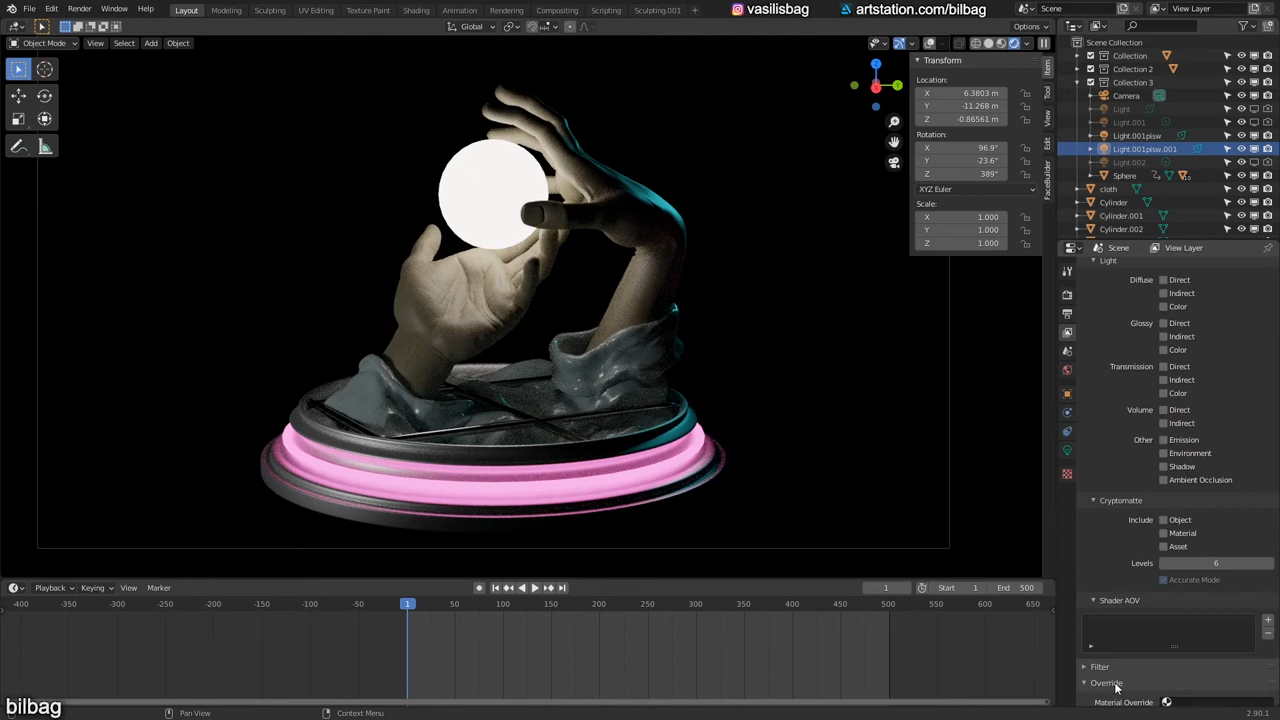 File Edit Render Window Help Layout Modeling Sculpting UV Editing Texture Paint Shading Animation Rendering Compositing Scripting Sculpting.001 + vasilisbag artstation.com/bilbag Scene View Layer
Global Options
Object Mode View Select Add Object
Transform
Location:
X 6.3803 m
Y -11.268 m
Z -0.86561 m
Rotation:
X 96.9°
Y -23.6°
Z 389°
XYZ Euler
Scale:
X 1.000
Y 1.000
Z 1.000
Item
Tool
View
Edit
FaceBuilder
Z
Y
X
Scene Collection
Collection
Collection 2
Collection 3
Camera
Light
Light.001
Light.001pisw
Light.001pisw.001
Light.002
Sphere
cloth
Cylinder
Cylinder.001
Cylinder.002
Scene View Layer
Light
Diffuse Direct
Indirect
Color
Glossy Direct
Indirect
Color
Transmission Direct
Indirect
Color
Volume Direct
Indirect
Other Emission
Environment
Shadow
Ambient Occlusion
Cryptomatte
Include Object
Material
Asset
Levels 6
Accurate Mode
Shader AOV
Filter
Override
Material Override
Playback Keying View Marker 1 Start 1 End 500
-400 -350 -300 -250 -200 -150 -100 -50 1 50 100 150 200 250 300 350 400 450 500 550 600 650
bilbag
Pan View Context Menu 2.90.1